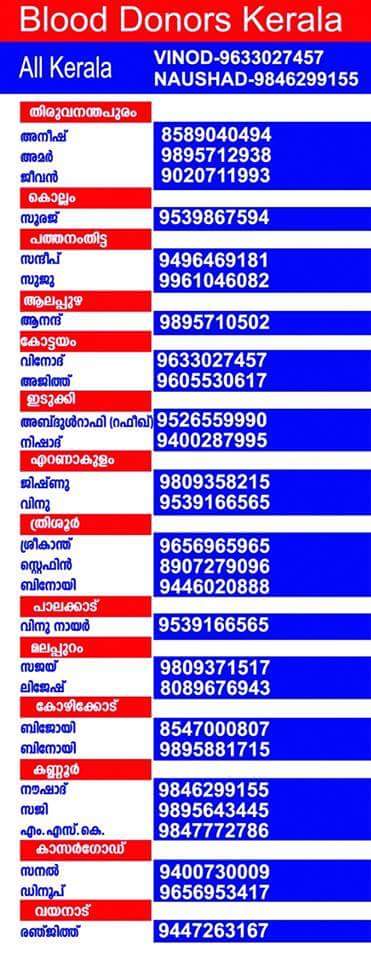 Blood Donors Kerala
All Kerala
VINOD-9633027457
NAUSHAD-9846299155
തിരുവനന്തപുരം
അനീഷ് 8589040494
അമർ 9895712938
ജീവൻ 9020711993
കൊല്ലം
സൂരജ് 9539867594
പത്തനംതിട്ട
സന്ദീപ് 9496469181
സുജു 9961046082
ആലപ്പുഴ
ആനന്ദ് 9895710502
കോട്ടയം
വിനോദ് 9633027457
അജിത്ത് 9605530617
ഇടുക്കി
അബ്ദുൾറാഫി (റഫീഖ്) 9526559990
നിഷാദ് 9400287995
എറണാകുളം
ജിഷ്ണു 9809358215
വിനു 9539166565
ത്രിശൂർ
ശ്രീകാന്ത് 9656965965
സ്റ്റെഫിൻ 8907279096
ബിനോയി 9446020888
പാലക്കാട്
വിനു നായർ 9539166565
മലപ്പുറം
സജയ് 9809371517
ലിജേഷ് 8089676943
കോഴിക്കോട്
ബിജോയി 8547000807
ബിനോയി 9895881715
കണ്ണൂർ
നൗഷാദ് 9846299155
സജി 9895643445
എം.എസ്.കെ. 9847772786
കാസർഗോഡ്
സനൽ 9400730009
ഡിനൂപ് 9656953417
വയനാട്
രഞ്ജിത്ത് 9447263167